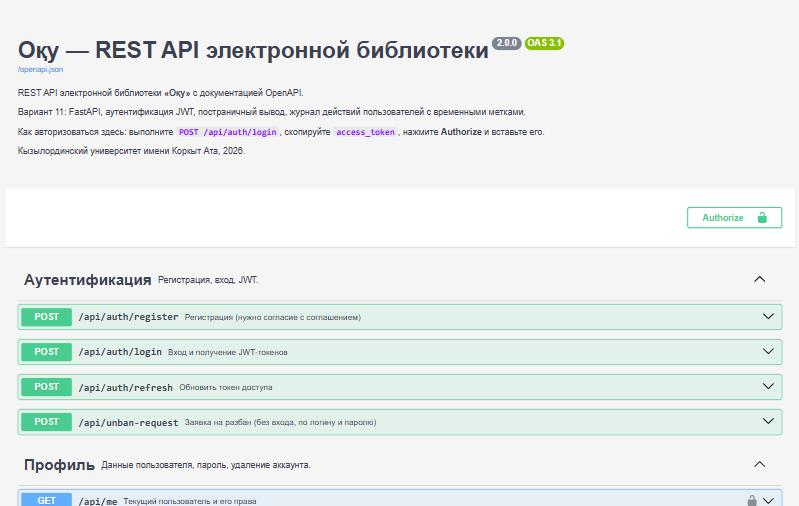 Оқу — REST API электронной библиотеки 2.0.0 OAS 3.1
/openapi.json
REST API электронной библиотеки «Оқу» с документацией OpenAPI.
Вариант 11: FastAPI, аутентификация JWT, постраничный вывод, журнал действий пользователей с временными метками.
Как авторизоваться здесь: выполните POST /api/auth/login , скопируйте access_token , нажмите Authorize и вставьте его.
Кызылординский университет имени Коркыт Ата, 2026.
Authorize
Аутентификация Регистрация, вход, JWT.
POST /api/auth/register Регистрация (нужно согласие с соглашением)
POST /api/auth/login Вход и получение JWT-токенов
POST /api/auth/refresh Обновить токен доступа
POST /api/unban-request Заявка на разбан (без входа, по логину и паролю)
Профиль Данные пользователя, пароль, удаление аккаунта.
GET /api/me Текущий пользователь и его права